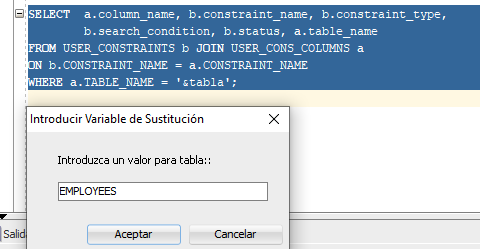 SELECT a.column_name, b.constraint_name, b.constraint_type,
b.search_condition, b.status, a.table_name
FROM USER_CONSTRAINTS b JOIN USER_CONS_COLUMNS a
ON b.CONSTRAINT_NAME = a.CONSTRAINT_NAME
WHERE a.TABLE_NAME = '&tabla';
Introducir Variable de Sustitución
Introduzca un valor para tabla::
EMPLOYEES
Aceptar Cancelar